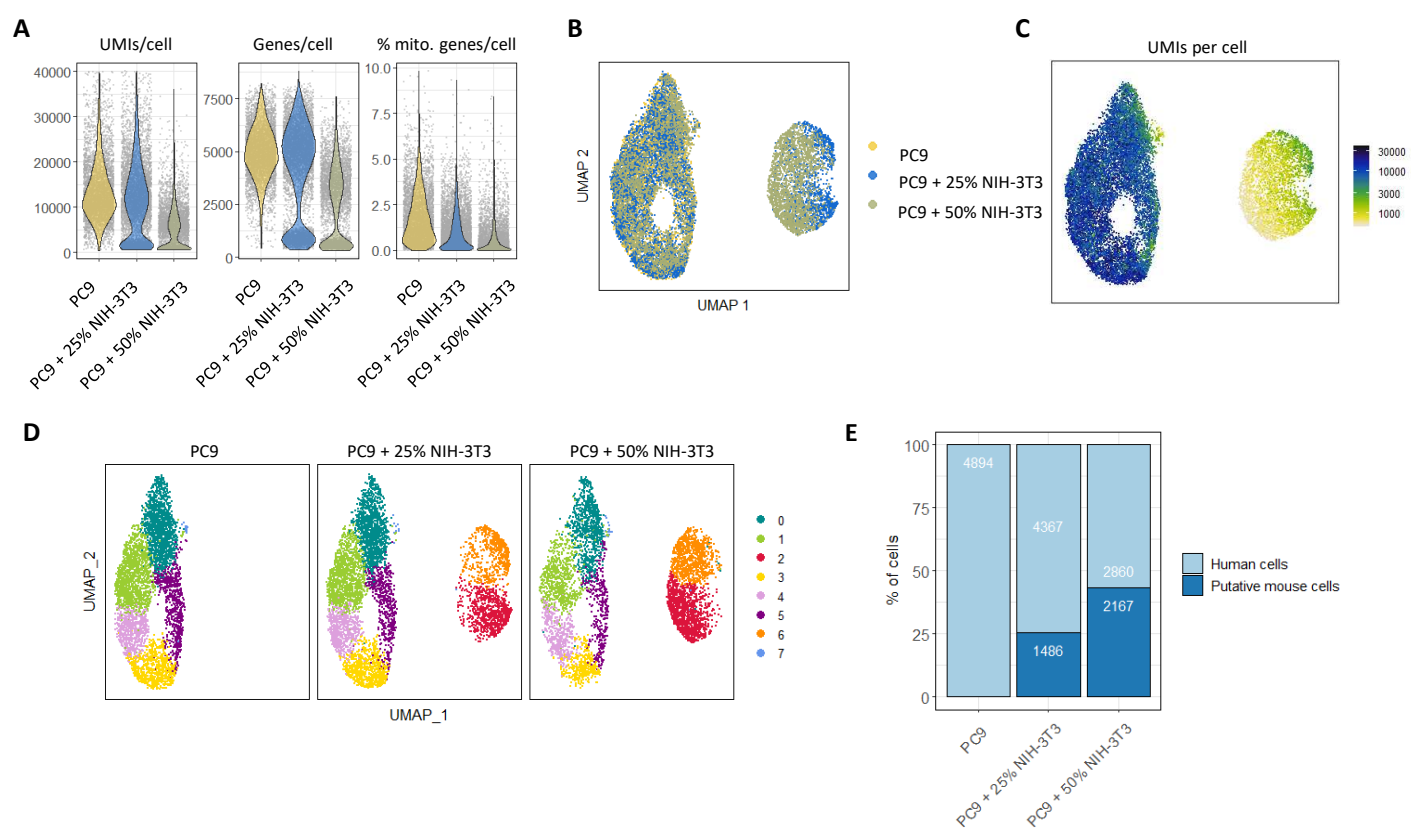 A
UMIs/cell
Genes/cell
% mito. genes/cell
40000
30000
20000
10000
0
7500
5000
2500
0
10.0
7.5
5.0
2.5
0.0
PC9
PC9 + 25% NIH-3T3
PC9 + 50% NIH-3T3
PC9
PC9 + 25% NIH-3T3
PC9 + 50% NIH-3T3
PC9
PC9 + 25% NIH-3T3
PC9 + 50% NIH-3T3
B
UMAP 2
UMAP 1
PC9
PC9 + 25% NIH-3T3
PC9 + 50% NIH-3T3
C
UMIs per cell
30000
10000
3000
1000
D
PC9
PC9 + 25% NIH-3T3
PC9 + 50% NIH-3T3
UMAP_2
UMAP_1
0
1
2
3
4
5
6
7
E
% of cells
100
75
50
25
0
4894
4367
1486
2860
2167
PC9
PC9 + 25% NIH-3T3
PC9 + 50% NIH-3T3
Human cells
Putative mouse cells